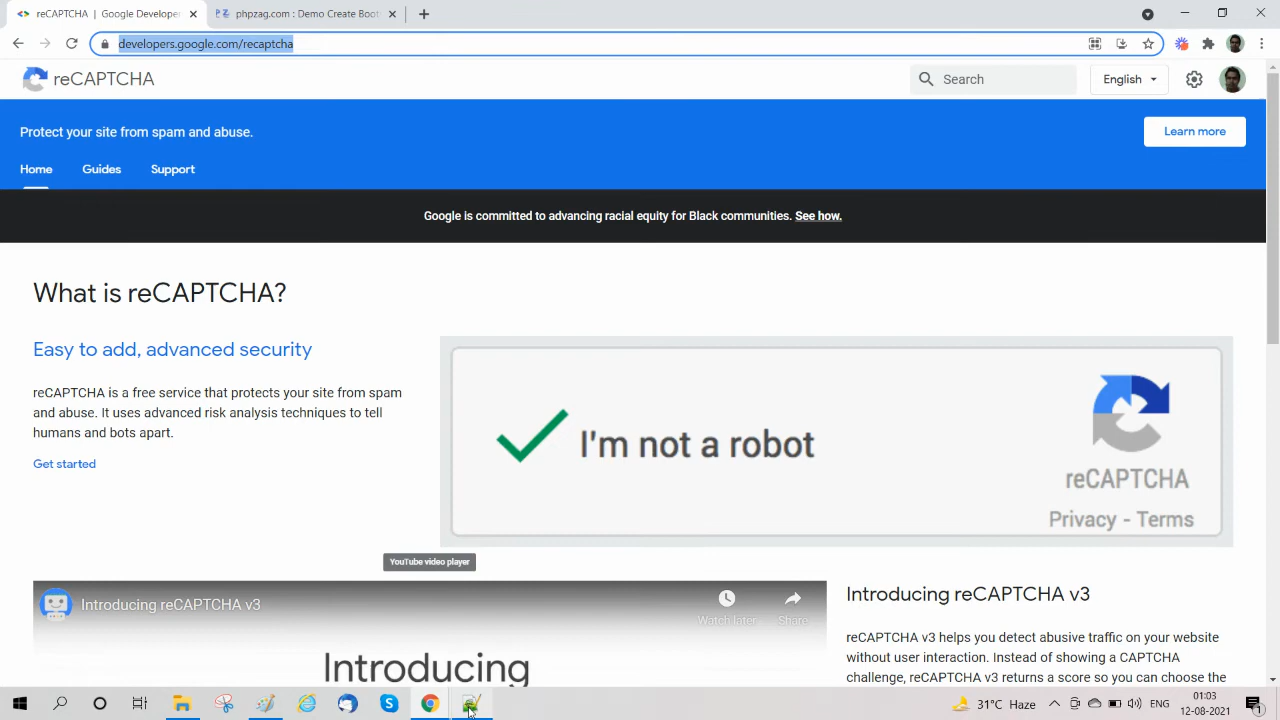 reCAPTCHA | Google Developer
phpzag.com : Demo Create Boot
developers.google.com/recaptcha
reCAPTCHA
Search
English
Protect your site from spam and abuse.
Learn more
Home
Guides
Support
Google is committed to advancing racial equity for Black communities. See how.
What is reCAPTCHA?
Easy to add, advanced security
reCAPTCHA is a free service that protects your site from spam
and abuse. It uses advanced risk analysis techniques to tell
humans and bots apart.
Get started
I'm not a robot
reCAPTCHA
Privacy - Terms
YouTube video player
Introducing reCAPTCHA v3
Watch later
Share
Introducing
Introducing reCAPTCHA v3
reCAPTCHA v3 helps you detect abusive traffic on your website
without user interaction. Instead of showing a CAPTCHA
challenge, reCAPTCHA v3 returns a score so you can choose the
31°C Haze
ENG
01:03
12-08-2021
1